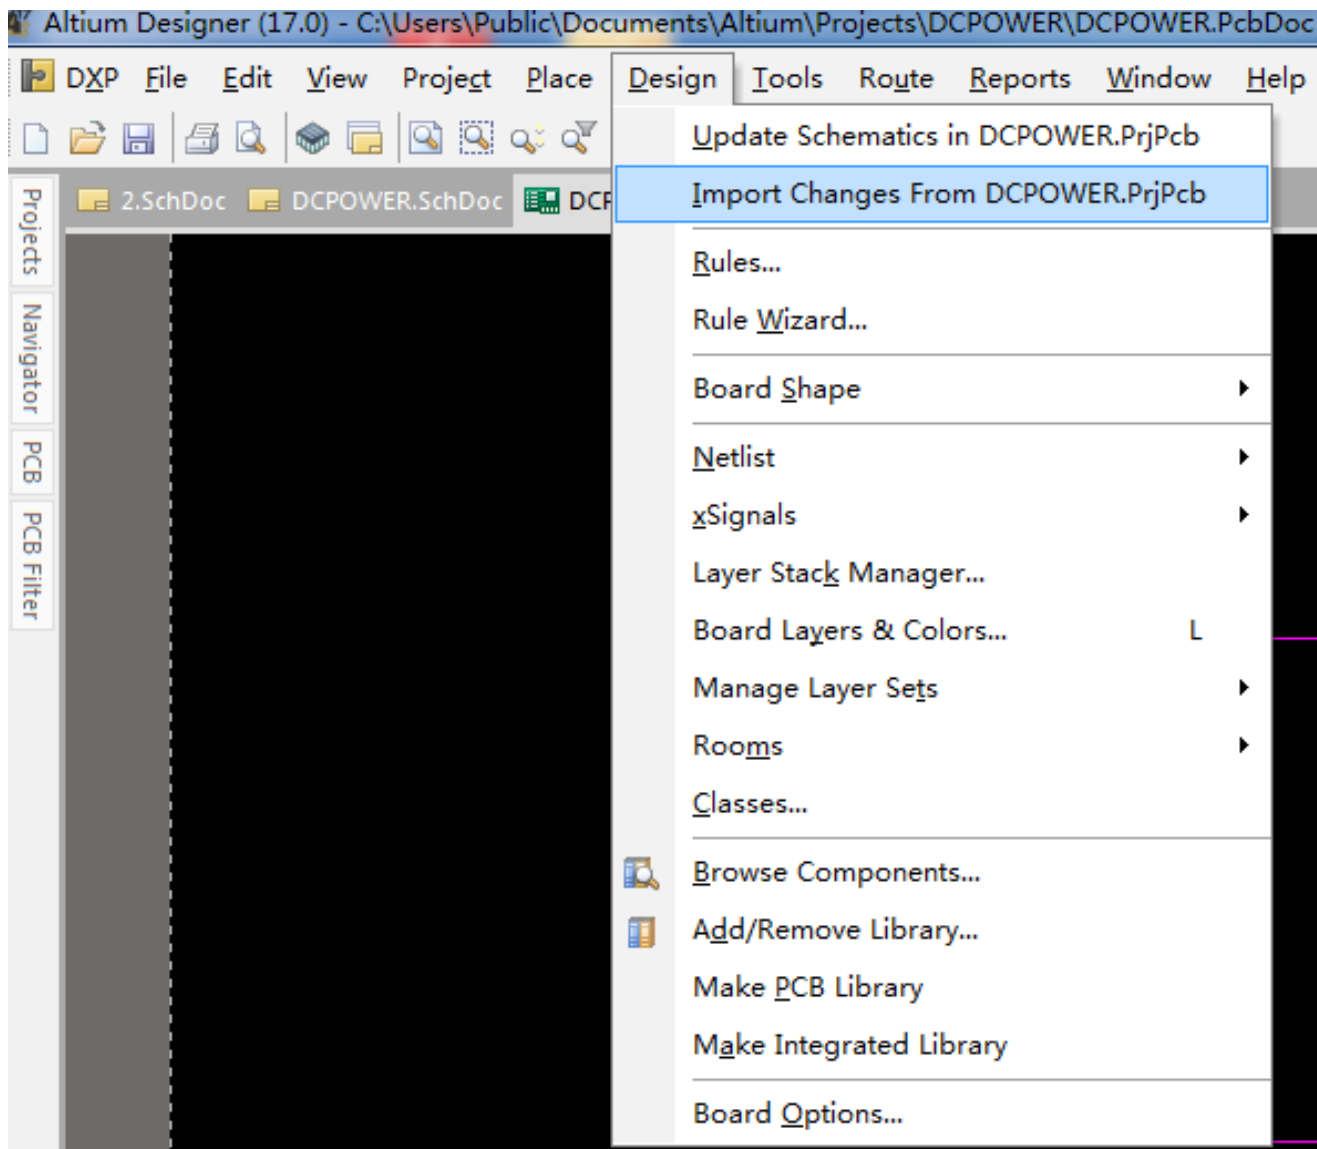 Altium Designer (17.0) - C:\Users\Public\Documents\Altium\Projects\DCPOWER\DCPOWER.PcbDoc
DXP File Edit View Project Place Design Tools Route Reports Window Help
2.SchDoc DCPOWER.SchDoc DCP
Projects
Navigator
PCB
PCB Filter
Update Schematics in DCPOWER.PrjPcb
Import Changes From DCPOWER.PrjPcb
Rules...
Rule Wizard...
Board Shape
Netlist
xSignals
Layer Stack Manager...
Board Layers & Colors... L
Manage Layer Sets
Rooms
Classes...
Browse Components...
Add/Remove Library...
Make PCB Library
Make Integrated Library
Board Options...